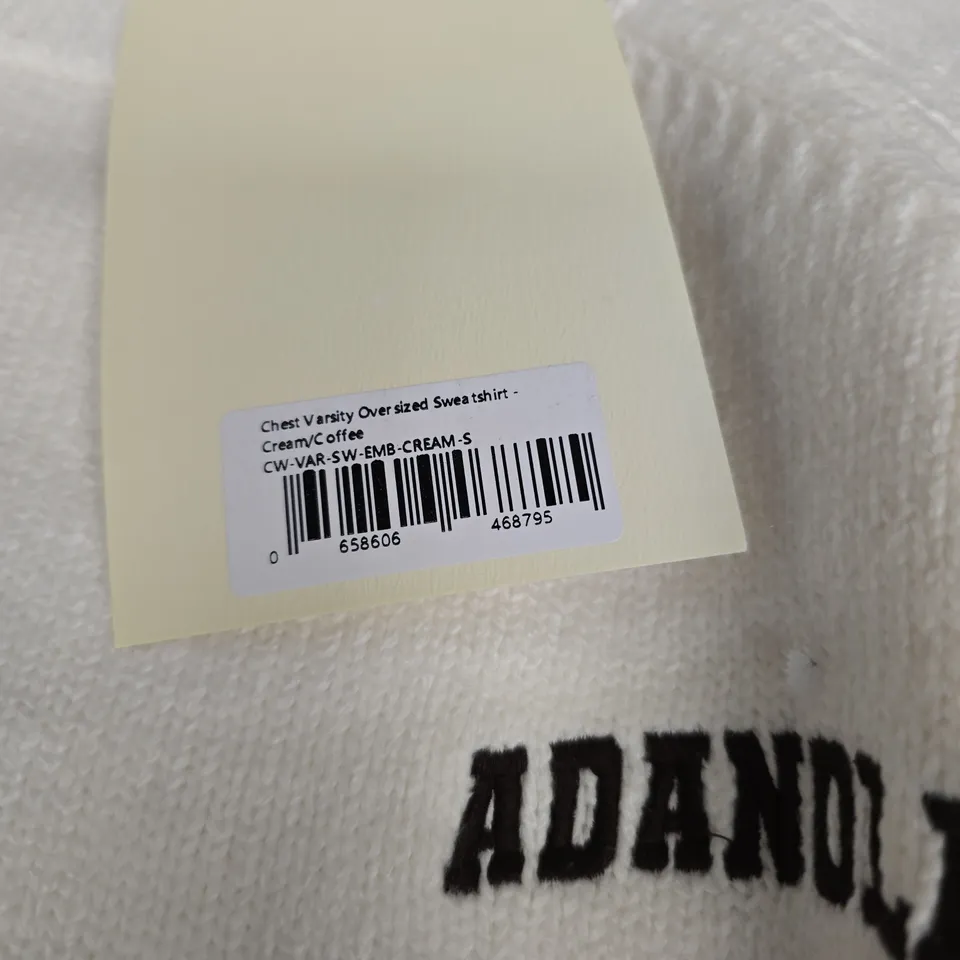 Chest Varsity Oversized Sweatshirt -
Cream/Coffee
CW-VAR-SW-EMB-CREAM-S
0 658606 468795
ADANOL